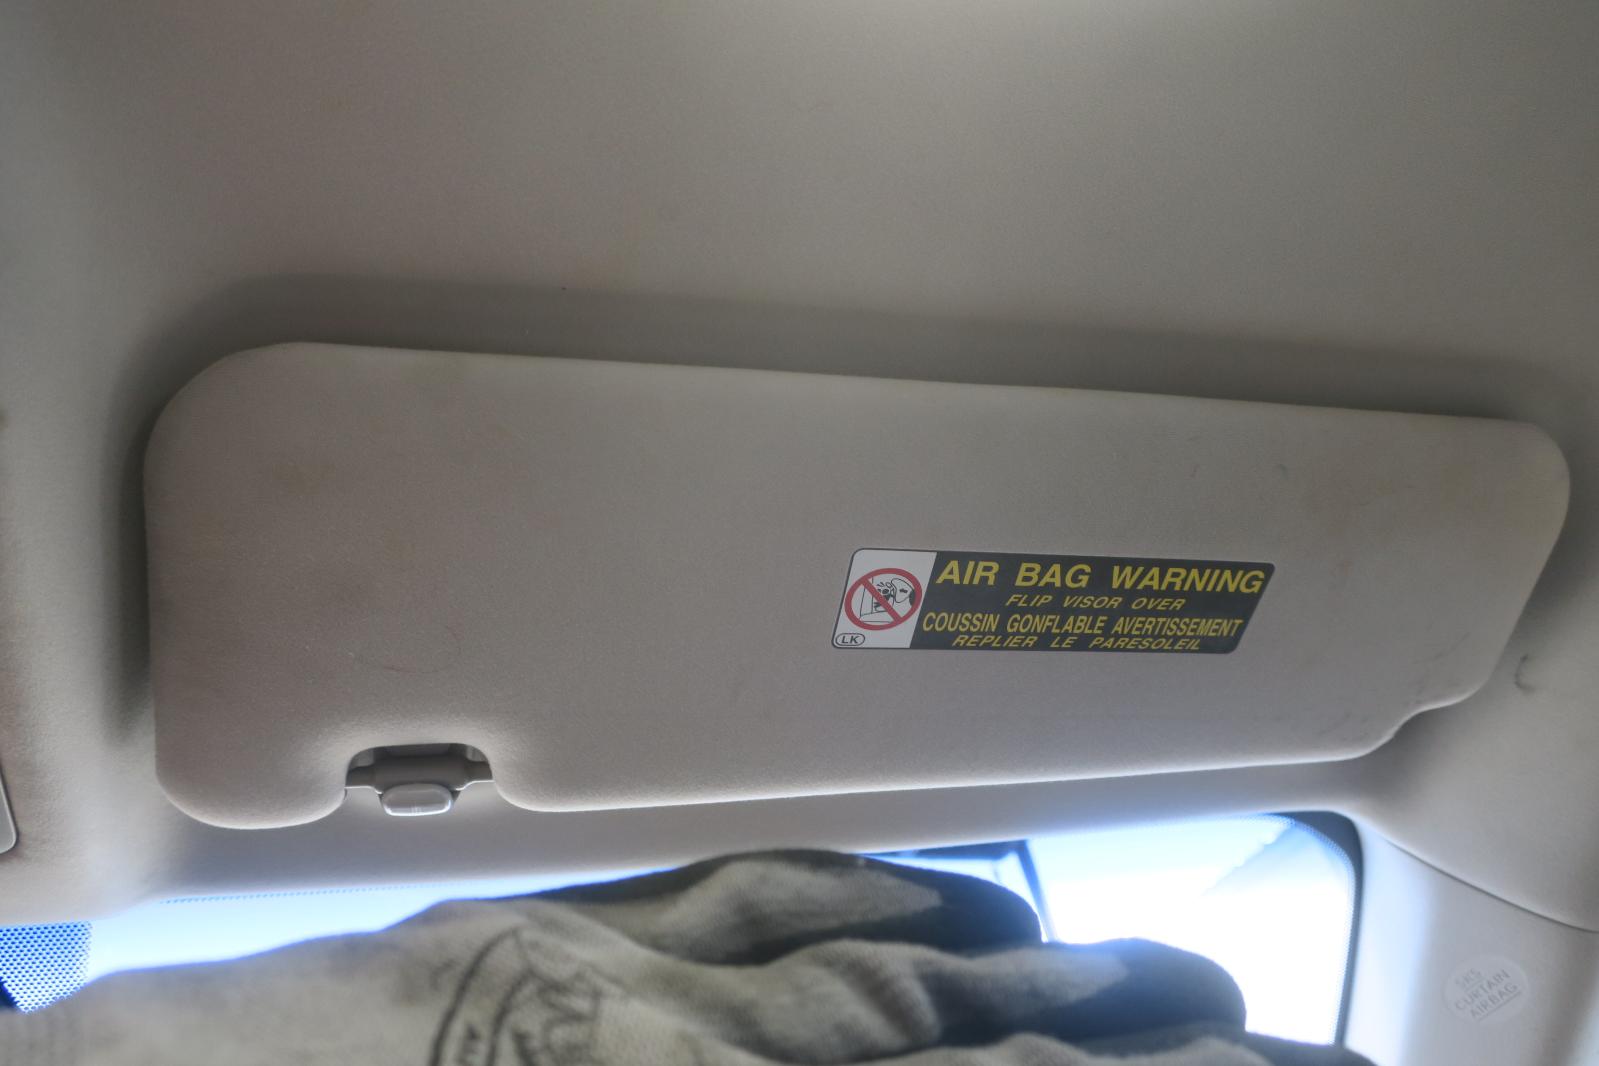 AIR BAG WARNING
FLIP VISOR OVER
COUSSIN GONFLABLE AVERTISSEMENT
REPLIER LE PARESOLEIL
LK
SRS
CURTAIN
AIRBAG